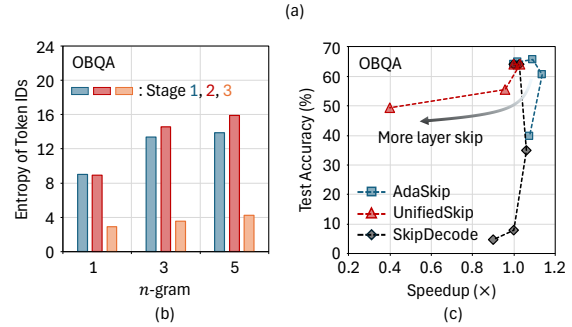 (a)
24
20
16
12
8
4
0
Entropy of Token IDs
OBQA
: Stage 1, 2, 3
1 3 5
n-gram
(b)
70
60
50
40
30
20
10
0
Test Accuracy (%)
OBQA
More layer skip
AdaSkip
UnifiedSkip
SkipDecode
0.2 0.4 0.6 0.8 1.0 1.2
Speedup (×)
(c)